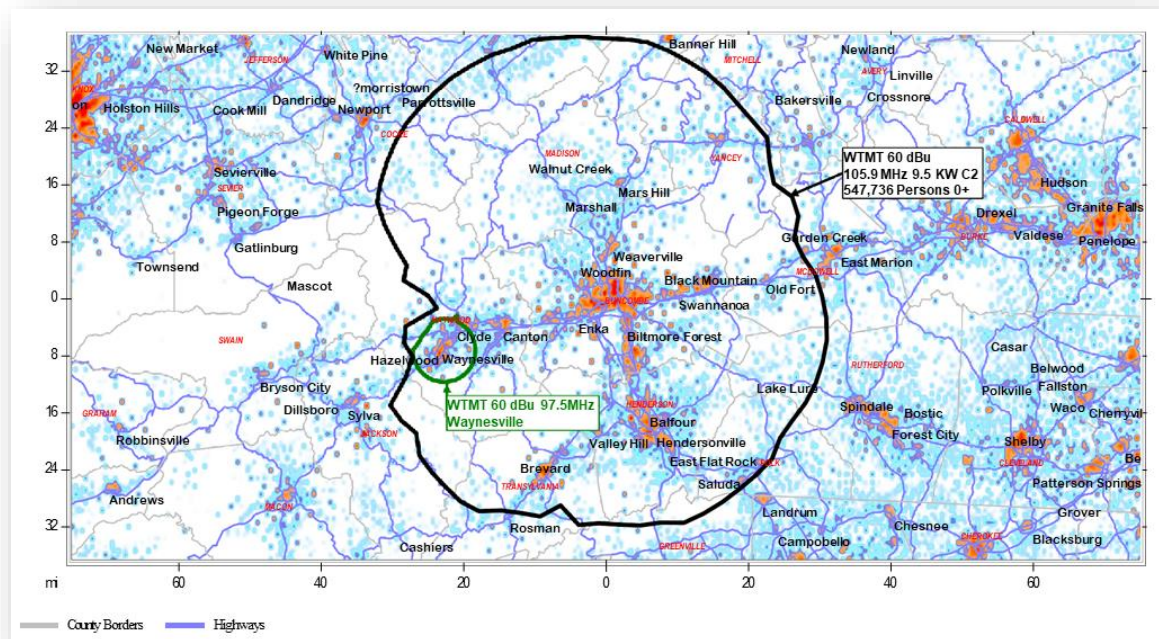 New Market
JEFFERSON
White Pine
Banner Hill
MITCHELL
Newland
AVERY
Linville
32
KNOX
on
Holston Hills
Cook Mill
Dandridge
?morristown
Newport
Parrottsville
Bakersville
Crossnore
24
COCKE
CALDWELL
MADISON
YANCEY
WTMT 60 dBu
105.9 MHz 9.5 KW C2
547,736 Persons 0+
Sevierville
Walnut Creek
16
SEVIER
Mars Hill
Hudson
Pigeon Forge
Marshall
Drexel
Granite Falls
8
Gatlinburg
Garden Creek
BURKE
Valdese
Penelope
Townsend
Weaverville
East Marion
Woodfin
Black Mountain
MCDOWELL
Mascot
Old Fort
0
BUNCOMBE
Swannanoa
Clyde
Canton
Enka
Biltmore Forest
SWAIN
Casar
8
Hazelwood
Waynesville
RUTHERFORD
Belwood
Bryson City
Lake Lure
Polkville
Fallston
WTMT 60 dBu 97.5MHz
Waynesville
HENDERSON
16
GRAHAM
Dillsboro
Sylva
Spindale
Bostic
Waco
Cherryvil
Balfour
JACKSON
Robbinsville
Valley Hill
Hendersonville
Forest City
Shelby
24
Brevard
East Flat Rock
POLK
CLEVELAND
Be
TRANSYLVANIA
Saluda
Patterson Springs
Andrews
MACON
Landrum
Grover
32
Rosman
Chesnee
Cashiers
GREENVILLE
Campobello
CHEROKEE
Blacksburg
mi
60
40
20
0
20
40
60
County Borders
Highways